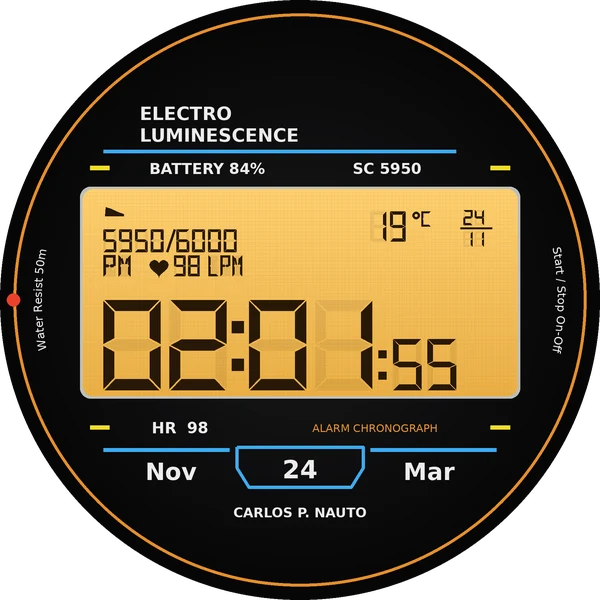 ELECTRO
LUMINESCENCE
BATTERY 84% SC 5950
19°C 24
5950/6000 11
PM 98 LPM
02:01:55
Water Resist 50m
Start / Stop On-Off
HR 98 ALARM CHRONOGRAPH
Nov 24 Mar
CARLOS P. NAUTO